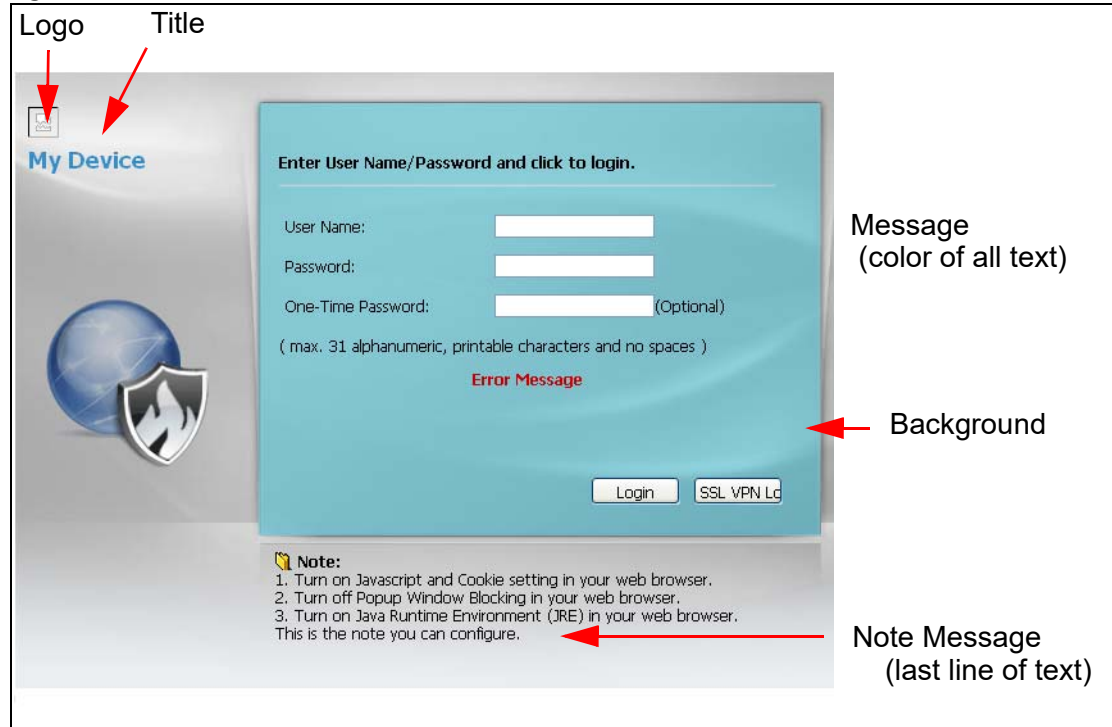 Logo Title
My Device
Enter User Name/Password and click to login.
User Name:
Password:
One-Time Password: (Optional)
( max. 31 alphanumeric, printable characters and no spaces )
Error Message
Login SSL VPN Lo
Message
(color of all text)
Background
Note:
1. Turn on Javascript and Cookie setting in your web browser.
2. Turn off Popup Window Blocking in your web browser.
3. Turn on Java Runtime Environment (JRE) in your web browser.
This is the note you can configure.
Note Message
(last line of text)